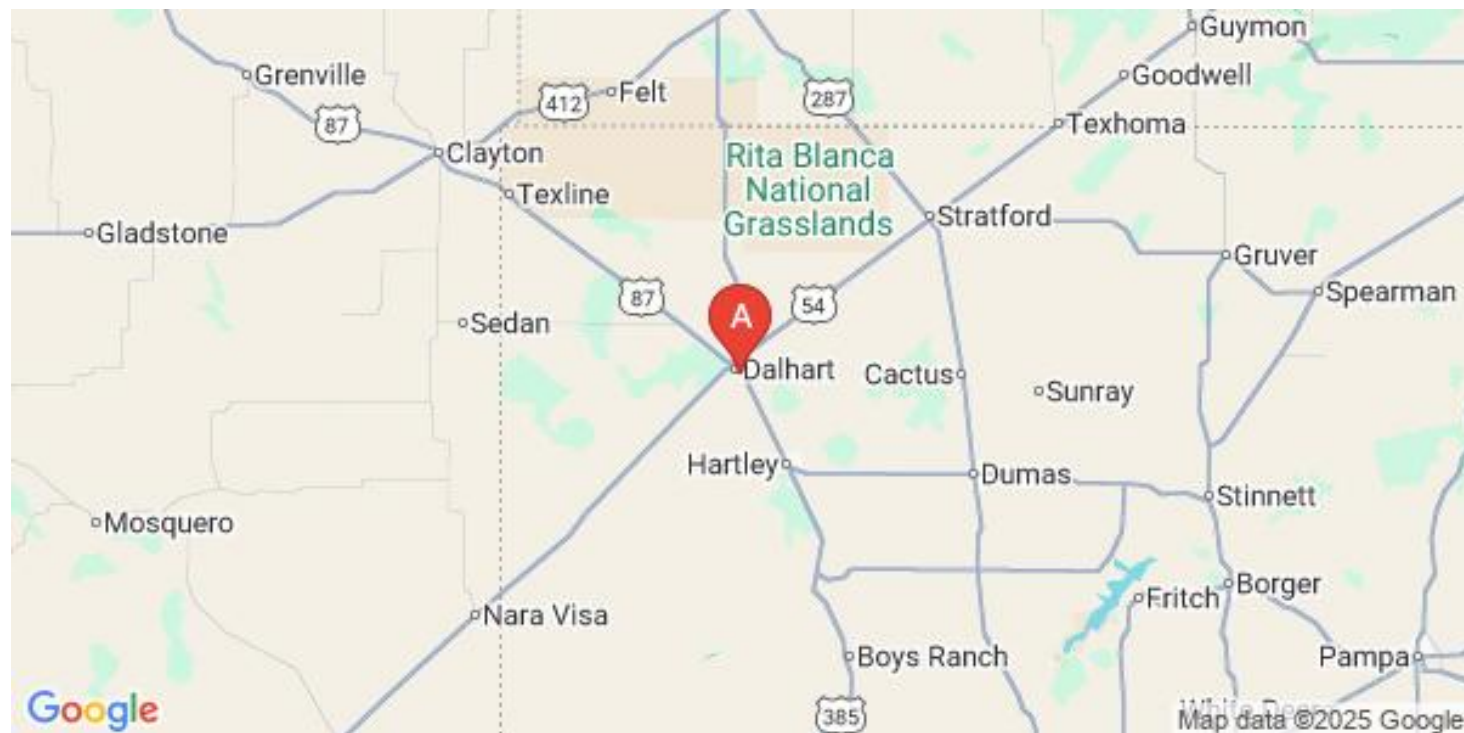 Guymon
Grenville
Goodwell
Felt
412
287
87
Texhoma
Clayton
Rita Blanca
National
Grasslands
Texline
Stratford
Gladstone
Gruver
Spearman
87
A
54
Sedan
Dalhart
Cactus
Sunray
Hartley
Dumas
Stinnett
Mosquero
Borger
Fritch
Nara Visa
Boys Ranch
Pampa
385
Google
Map data ©2025 Google